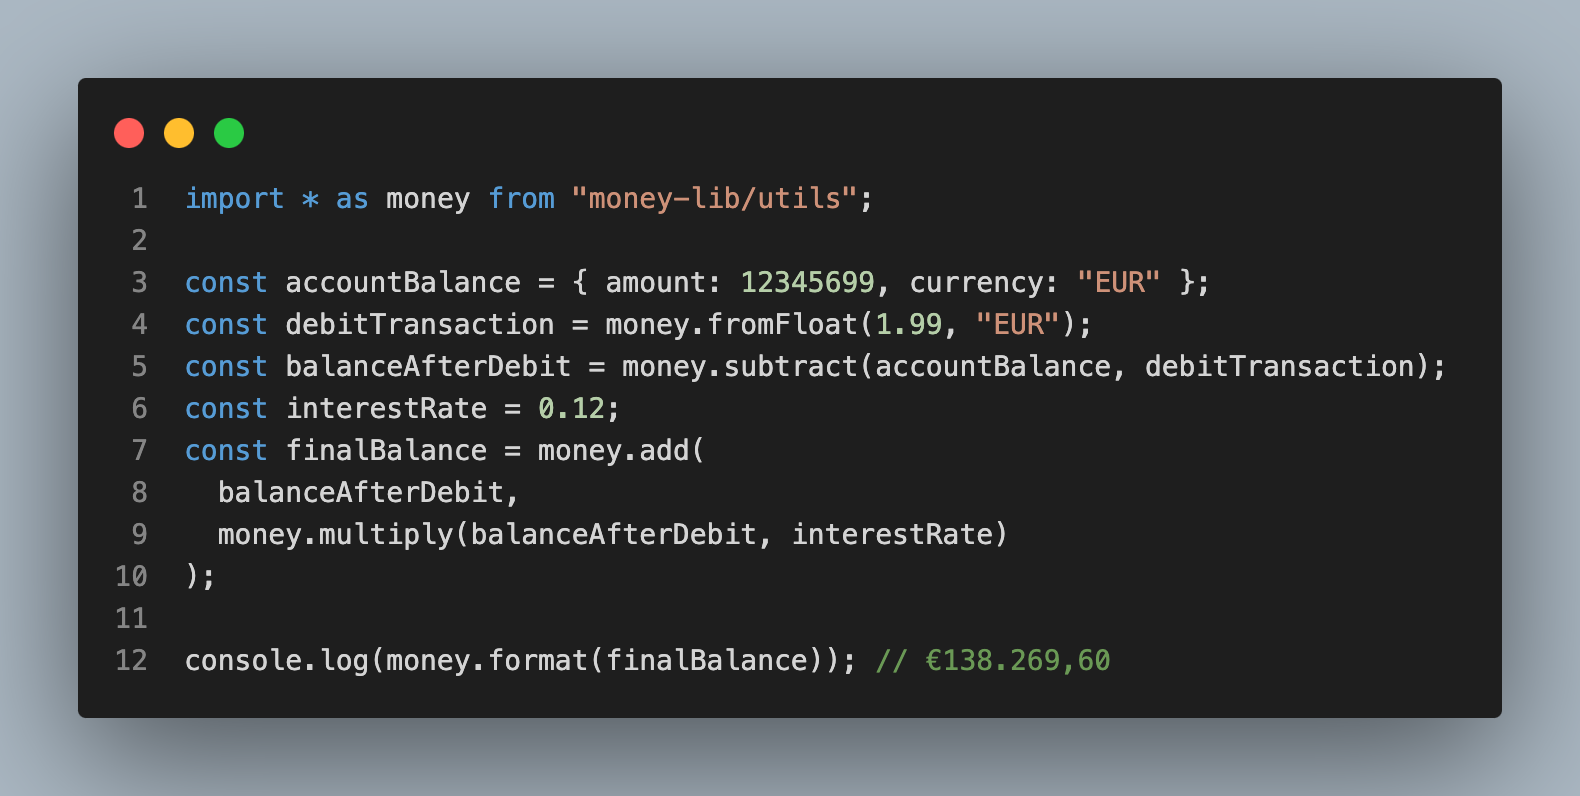 1 import * as money from "money-lib/utils";
2
3 const accountBalance = { amount: 12345699, currency: "EUR" };
4 const debitTransaction = money.fromFloat(1.99, "EUR");
5 const balanceAfterDebit = money.subtract(accountBalance, debitTransaction);
6 const interestRate = 0.12;
7 const finalBalance = money.add(
8   balanceAfterDebit,
9   money.multiply(balanceAfterDebit, interestRate)
10 );
11
12 console.log(money.format(finalBalance)); // €138.269,60